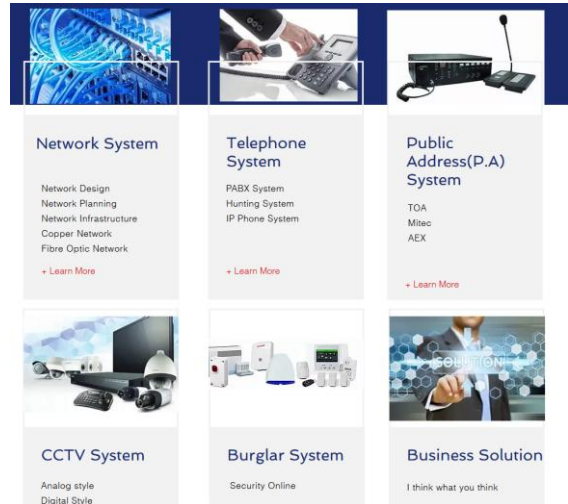 Network System
Network Design
Network Planning
Network Infrastructure
Copper Network
Fibre Optic Network
+ Learn More
Telephone
System
PABX System
Hunting System
IP Phone System
+ Learn More
Public
Address(P.A)
System
TOA
Mitec
AEX
+ Learn More
CCTV System
Analog style
Digital Style
Burglar System
Security Online
SOLUTION
Business Solution
I think what you think